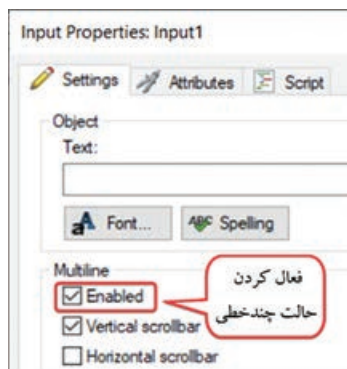 Input Properties: Input1
Settings
Attributes
Script
Object
Text:
Font...
ABC
Spelling
Multiline
Enabled
فعال کردن
حالت چندخطی
Vertical scrollbar
Horizontal scrollbar